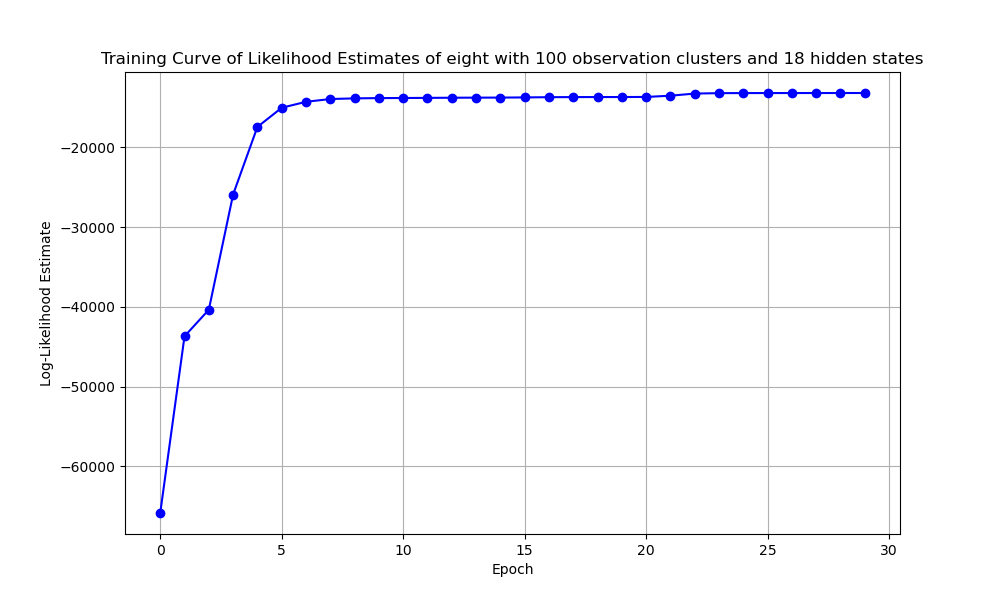 Training Curve of Likelihood Estimates of eight with 100 observation clusters and 18 hidden states
Log-Likelihood Estimate
−20000
−30000
−40000
−50000
−60000
0 5 10 15 20 25 30
Epoch